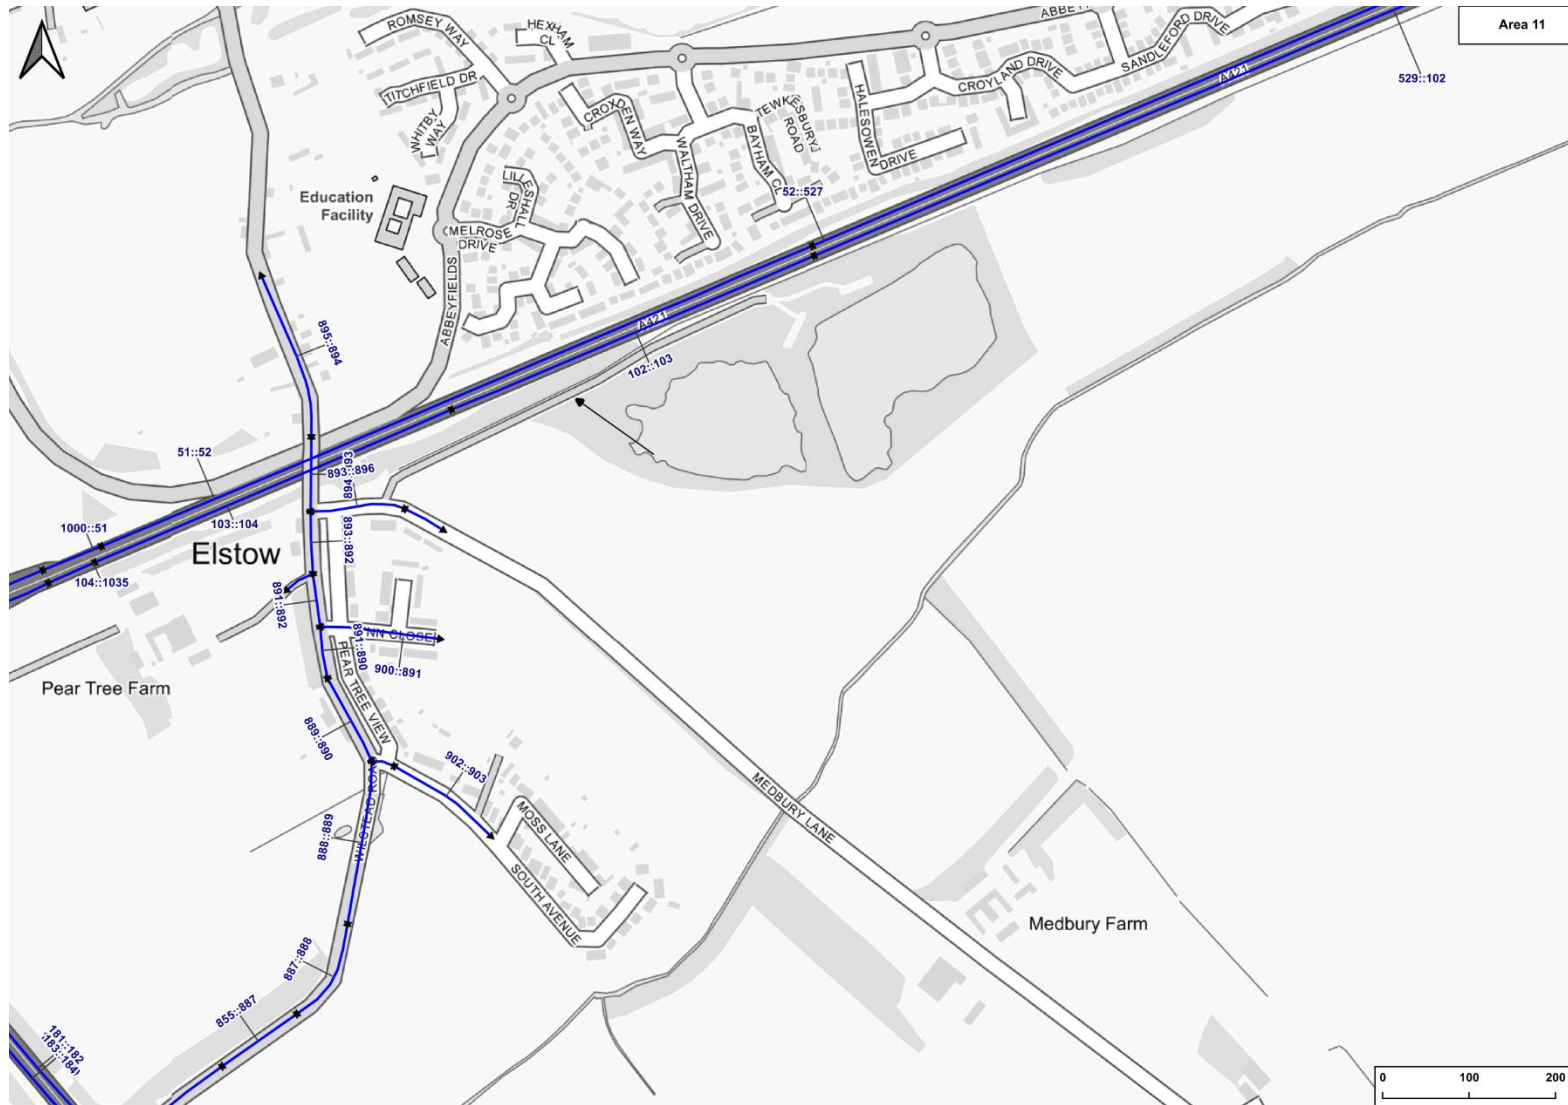 Area 11
ROMSEY WAY
HEXHAM
CL
ABBEY
SANDLEFORD DRIVE
529::102
TITCHFIELD DR
WHITBY
WAY
CROXDEN WAY
TEWKESBURY
ROAD
CROYLAND DRIVE
A421
HALESOWEN
DRIVE
BAYHAM CL
WALTHAM DRIVE
Education
Facility
LILLESHALL
DR
MELROSE
DRIVE
52::527
ABBEYFIELDS
A421
102::103
895::894
51::52
893::896
894::893
1000::51
103::104
893::892
Elstow
104::1035
891::892
NN CLOSE
891::890
900::891
PEAR TREE VIEW
Pear Tree Farm
889::890
902::903
MEDBURY LANE
WILSTEAD ROAD
888::889
MOSS LANE
SOUTH AVENUE
Medbury Farm
887::888
855::887
181::182
183::184
0 100 200